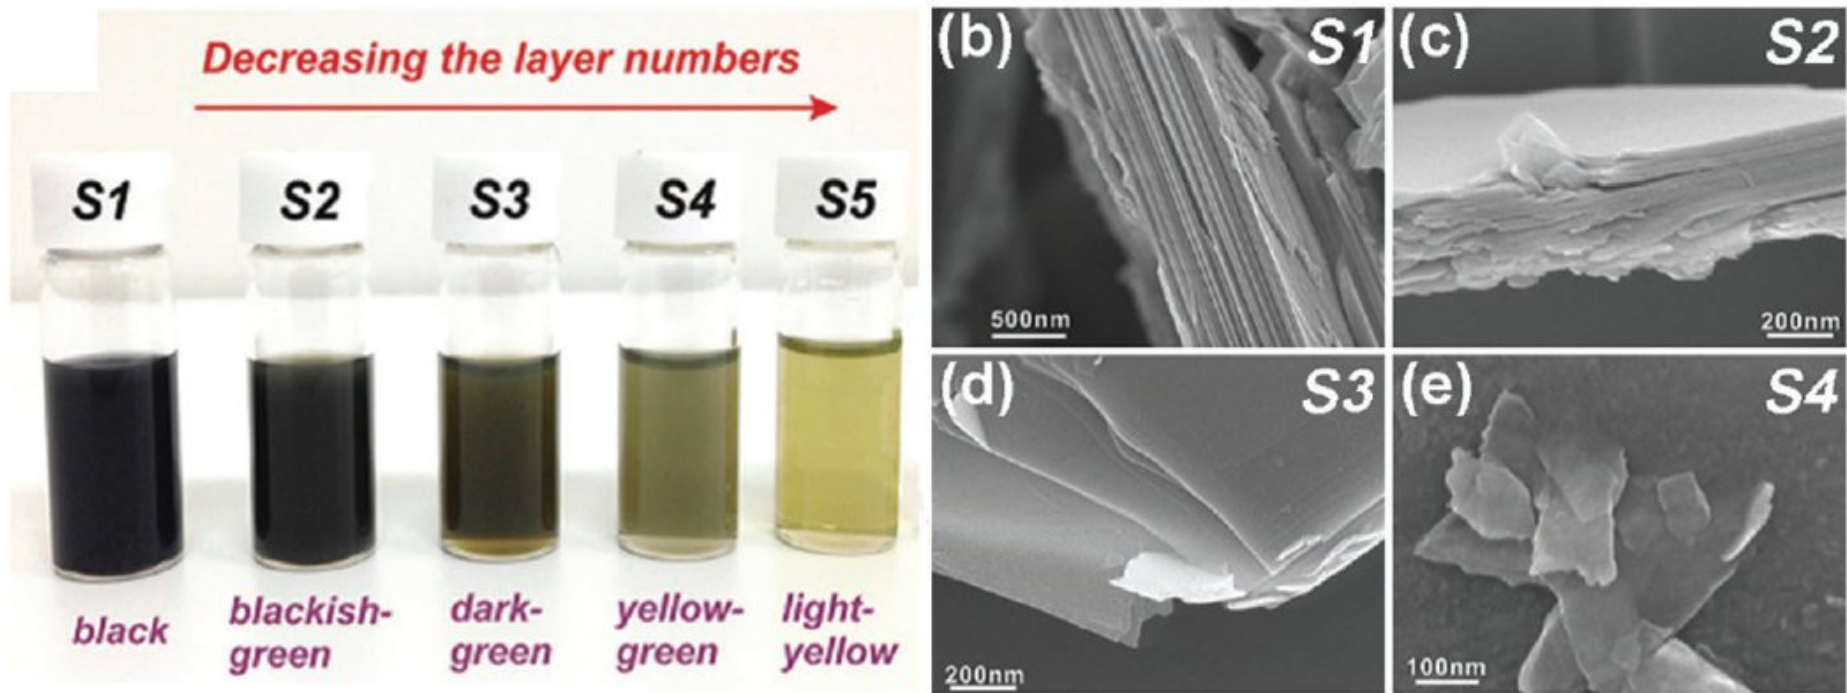 Decreasing the layer numbers
S1
S2
S3
S4
S5
black
blackish-
green
dark-
green
yellow-
green
light-
yellow
(b)
S1
500nm
(c)
S2
200nm
(d)
S3
200nm
(e)
S4
100nm